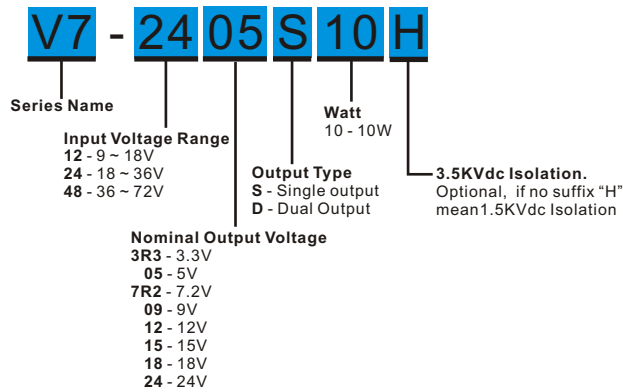 V7 - 24 05 S 10 H
Series Name
Input Voltage Range
12 - 9 ~ 18V
24 - 18 ~ 36V
48 - 36 ~ 72V
Nominal Output Voltage
3R3 - 3.3V
05 - 5V
7R2 - 7.2V
09 - 9V
12 - 12V
15 - 15V
18 - 18V
24 - 24V
Output Type
S - Single output
D - Dual Output
Watt
10 - 10W
3.5KVdc Isolation.
Optional, if no suffix “H”
mean1.5KVdc Isolation